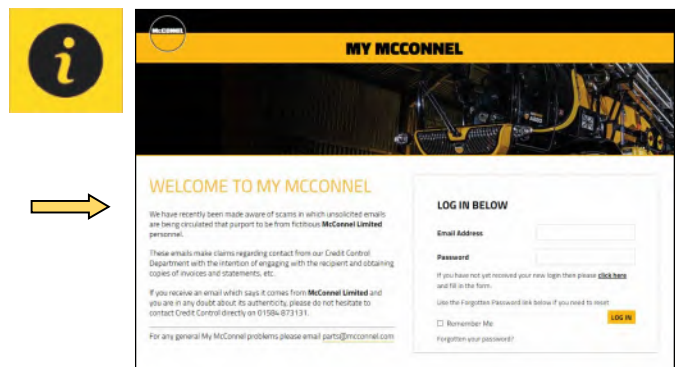 i
McCONNEL
MY MCCONNEL
WELCOME TO MY MCCONNEL
We have recently been made aware of scams in which unsolicited emails
are being circulated that purport to be from fictitious McConnel Limited
personnel.
These emails make claims regarding contact from our Credit Control
Department with the intention of engaging with the recipient and obtaining
copies of invoices and statements, etc.
If you receive an email which says it comes from McConnel Limited and
you are in any doubt about its authenticity, please do not hesitate to
contact Credit Control directly on 01584 873131.
For any general My McConnel problems please email parts@mcconnel.com
LOG IN BELOW
Email Address
Password
If you have not yet received your new login then please click here
and fill in the form.
Use the Forgotten Password link below if you need to reset
LOG IN
Remember Me
Forgotten your password?